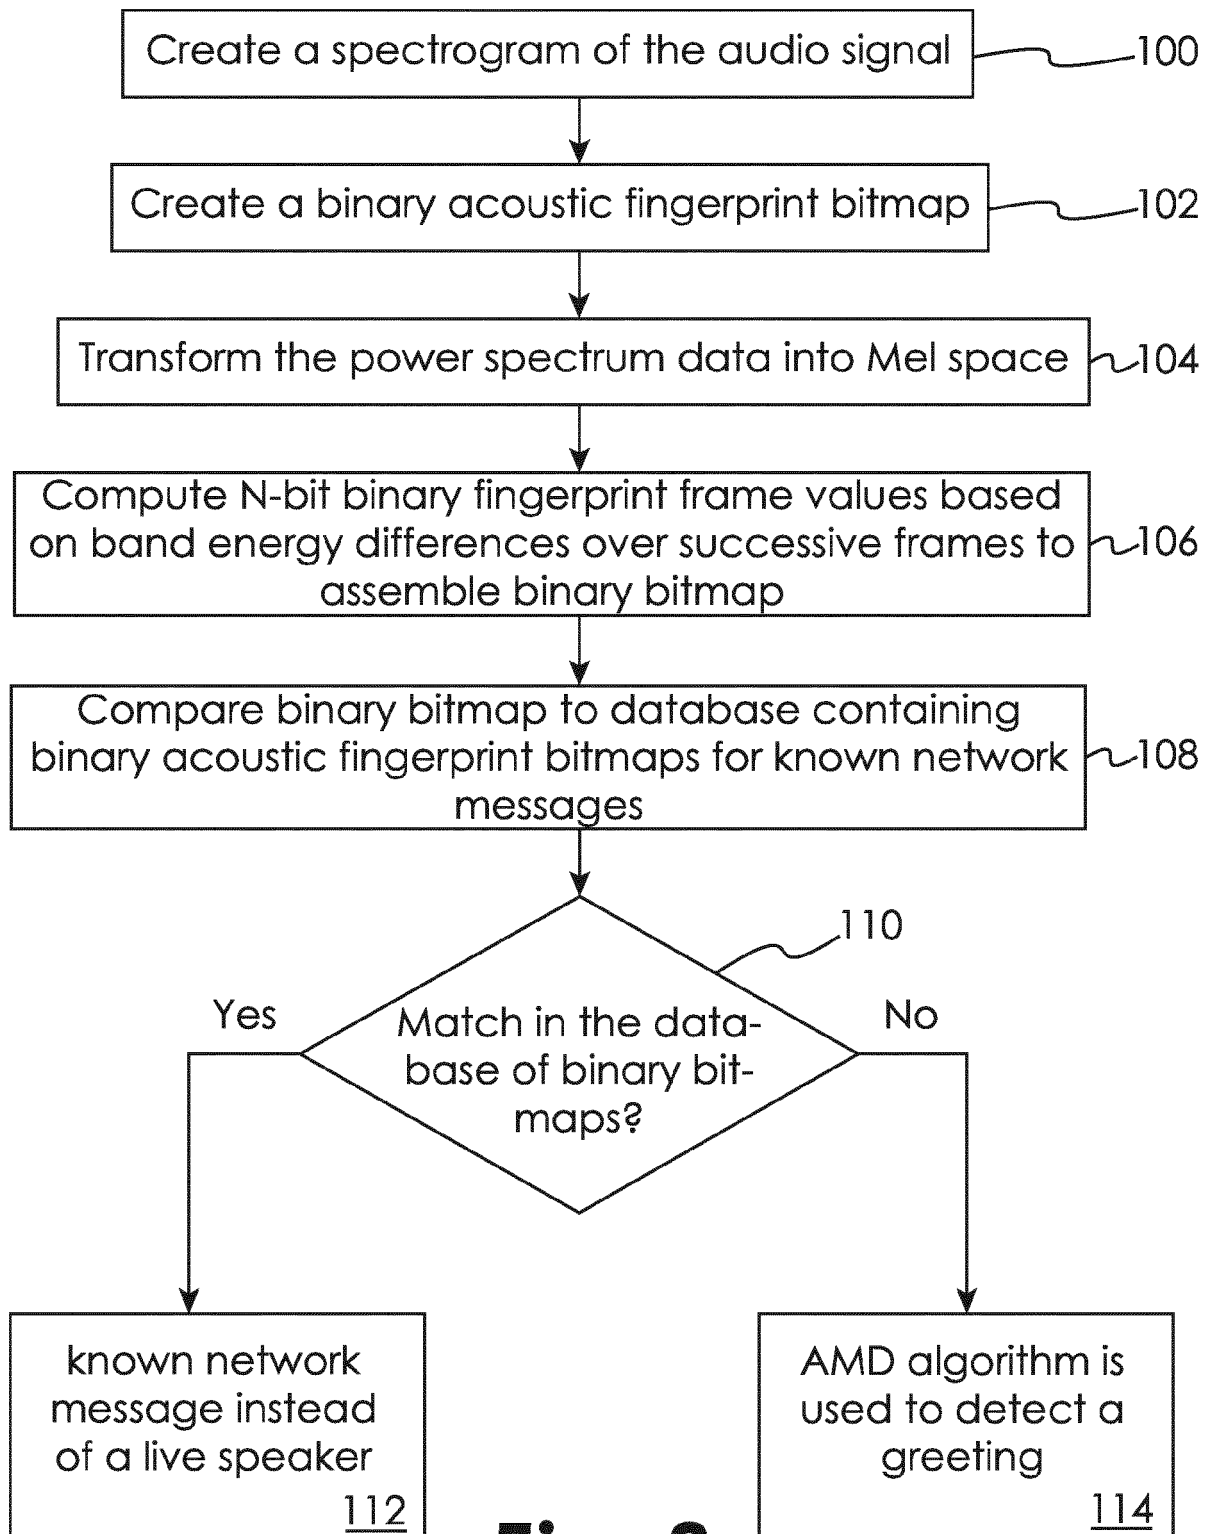 Create a spectrogram of the audio signal
100
Create a binary acoustic fingerprint bitmap
102
Transform the power spectrum data into Mel space
104
Compute N-bit binary fingerprint frame values based
on band energy differences over successive frames to
assemble binary bitmap
106
Compare binary bitmap to database containing
binary acoustic fingerprint bitmaps for known network
messages
108
110
Yes
No
Match in the data-
base of binary bit-
maps?
known network
message instead
of a live speaker
112
AMD algorithm is
used to detect a
greeting
114